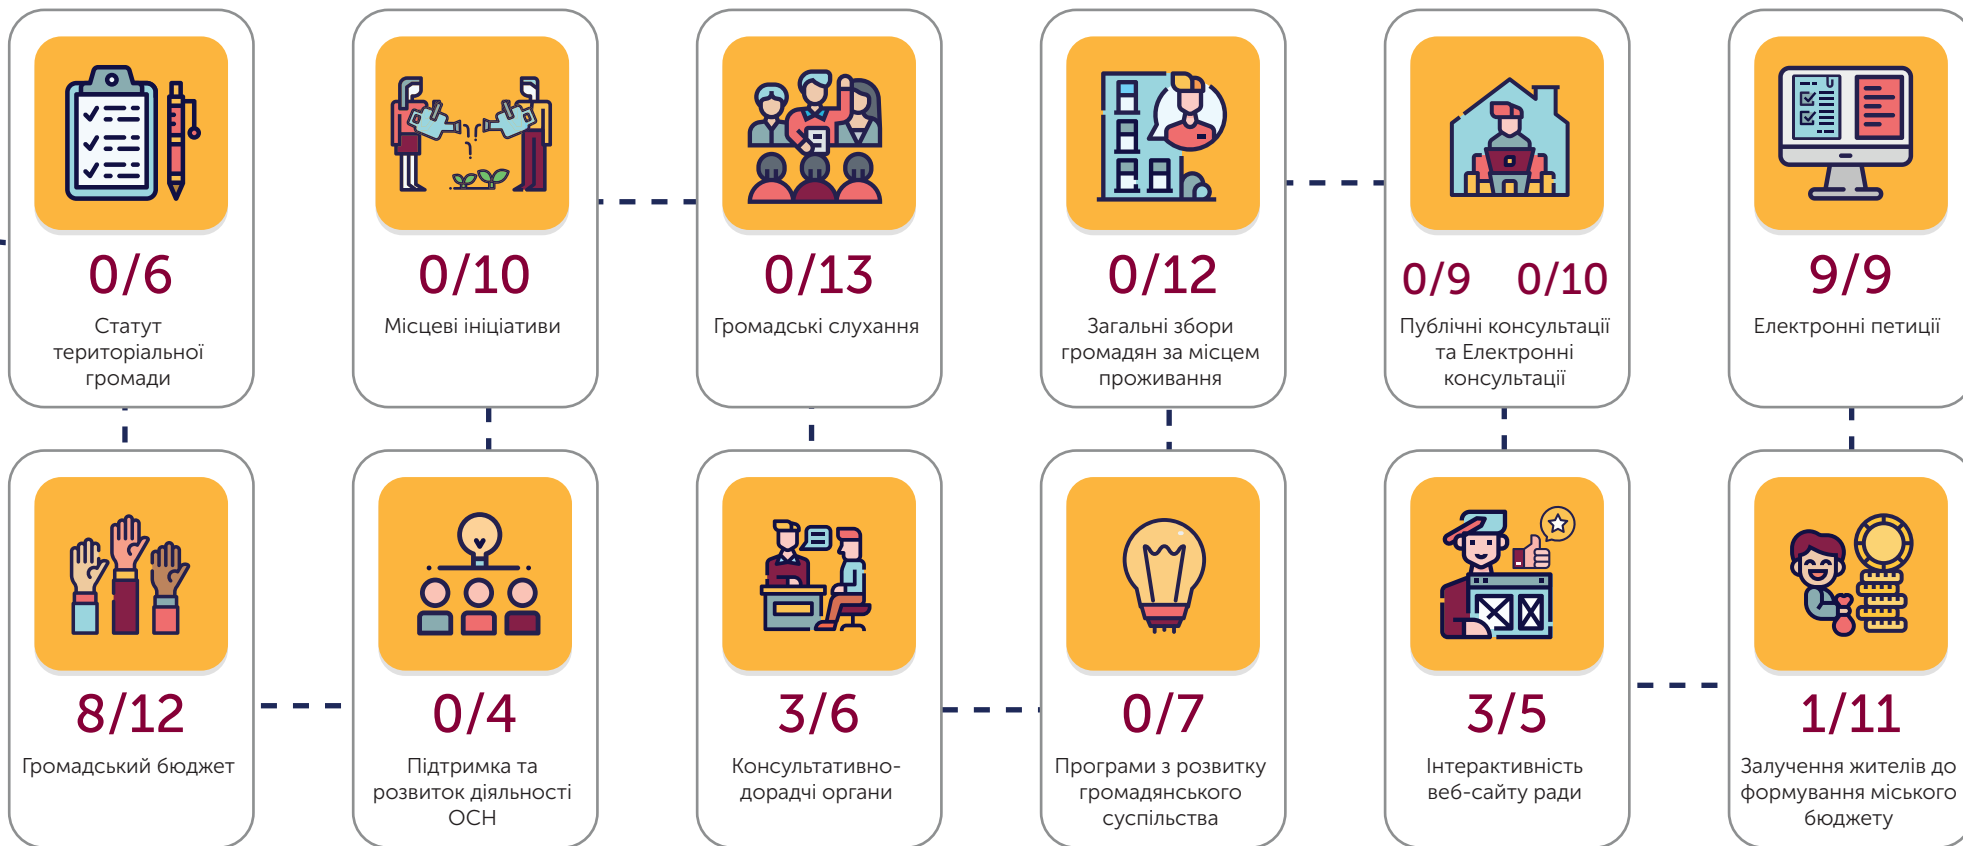 0/6
Статут
територіальної
громади
0/10
Місцеві ініціативи
0/13
Громадські слухання
0/12
Загальні збори
громадян за місцем
проживання
0/9 0/10
Публічні консультації
та Електронні
консультації
9/9
Електронні петиції
8/12
Громадський бюджет
0/4
Підтримка та
розвиток діяльності
ОСН
3/6
Консультативно-
дорадчі органи
0/7
Програми з розвитку
громадянського
суспільства
3/5
Інтерактивність
веб-сайту ради
1/11
Залучення жителів до
формування міського
бюджету